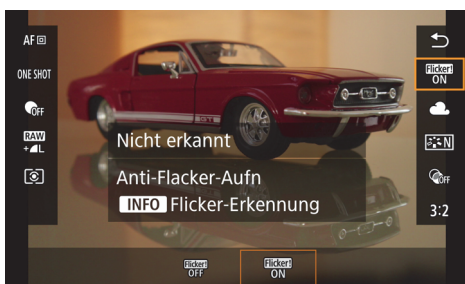 AF
ONE SHOT
OFF
RAW
+L
Flicker!
ON
N
OFF
3:2
Nicht erkannt
Anti-Flacker-Aufn
INFO Flicker-Erkennung
Flicker!
OFF
Flicker!
ON